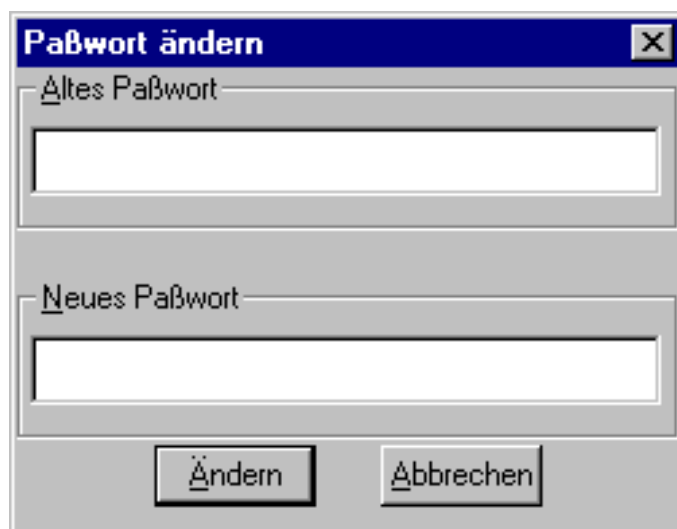 Paßwort ändern
Altes Paßwort
Neues Paßwort
Ändern Abbrechen